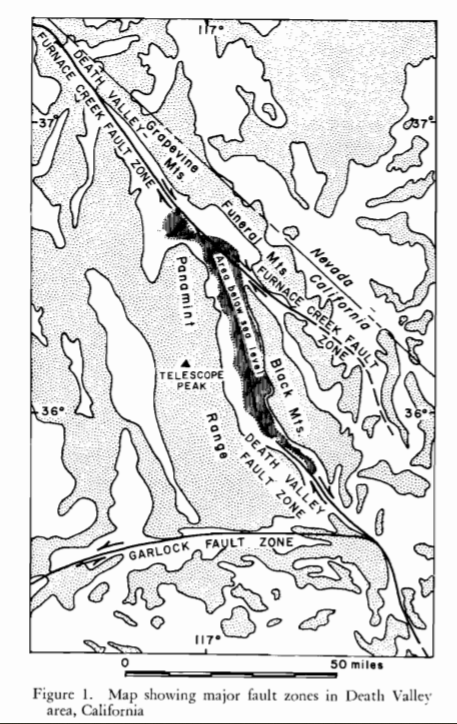 117°
DEATH VALLEY-
FURNACE CREEK FAULT ZONE
37°
37°
Grapevine
Mts.
Funeral
Mts.
Nevada
California
FURNACE CREEK FAULT
ZONE
Area below sea level
Panamint
Range
TELESCOPE
PEAK
Black Mts.
36°
36°
DEATH VALLEY
FAULT ZONE
GARLOCK FAULT ZONE
117°
0
50 miles
Figure 1. Map showing major fault zones in Death Valley
area, California